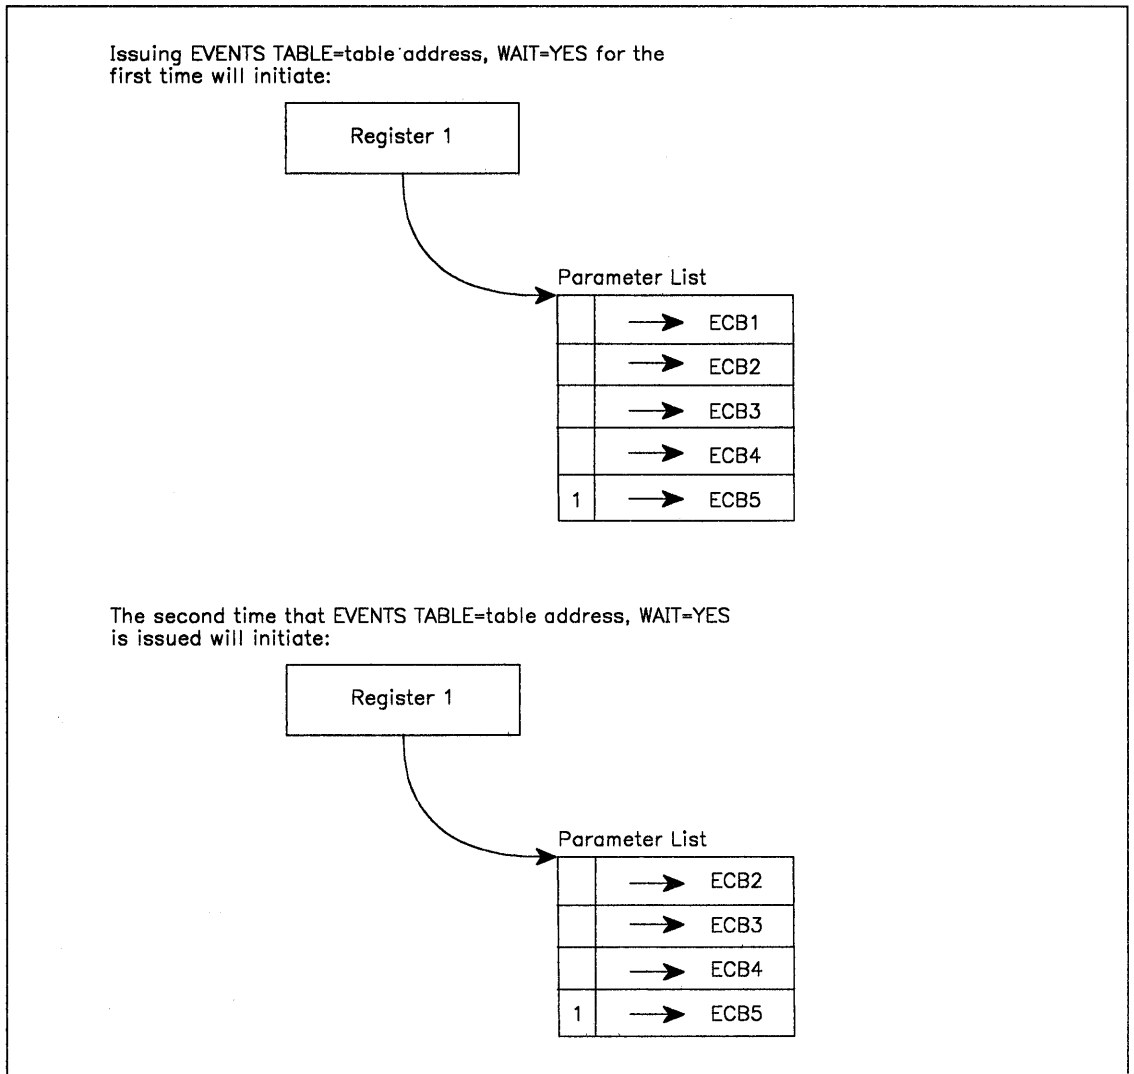 Issuing EVENTS TABLE=table address, WAIT=YES for the
first time will initiate:
Register 1
Parameter List
ECB1
ECB2
ECB3
ECB4
1 ECB5
The second time that EVENTS TABLE=table address, WAIT=YES
is issued will initiate:
Register 1
Parameter List
ECB2
ECB3
ECB4
1 ECB5